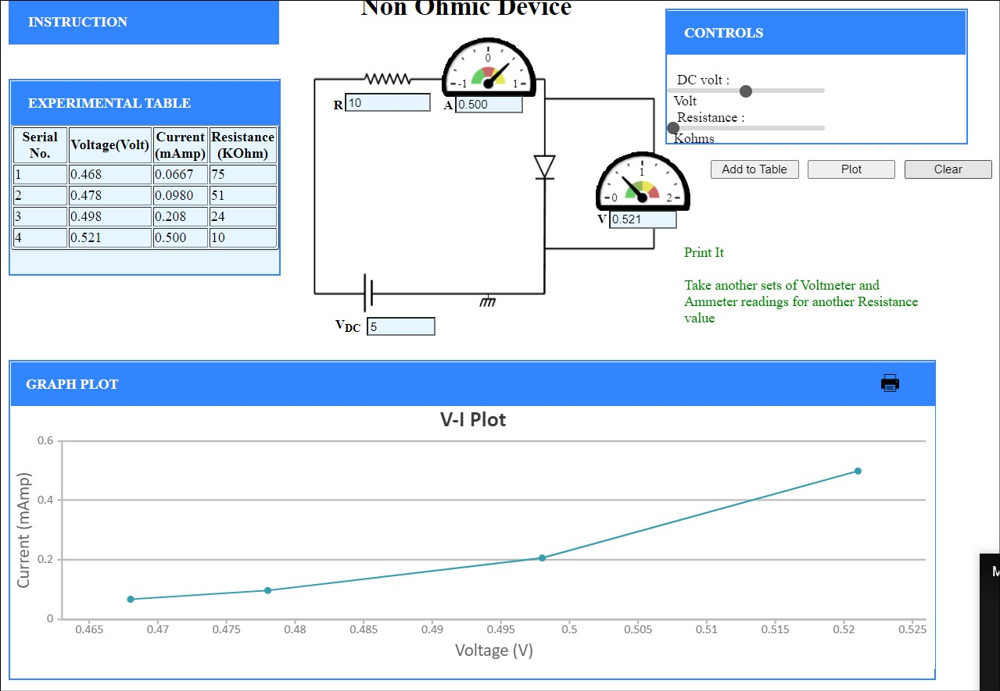 Non Ohmic Device
INSTRUCTION
EXPERIMENTAL TABLE
Serial No. Voltage(Volt) Current (mAmp) Resistance (KOhm)
1 0.468 0.0667 75
2 0.478 0.0980 51
3 0.498 0.208 24
4 0.521 0.500 10
-1 0 1
R 10
A 0.500
0 1 2
V 0.521
VDC 5
CONTROLS
DC volt :
Volt
Resistance :
Kohms
Add to Table Plot Clear
Print It
Take another sets of Voltmeter and
Ammeter readings for another Resistance
value
GRAPH PLOT
V-I Plot
Current (mAmp)
0.6
0.4
0.2
0
0.465 0.47 0.475 0.48 0.485 0.49 0.495 0.5 0.505 0.51 0.515 0.52 0.525
Voltage (V)